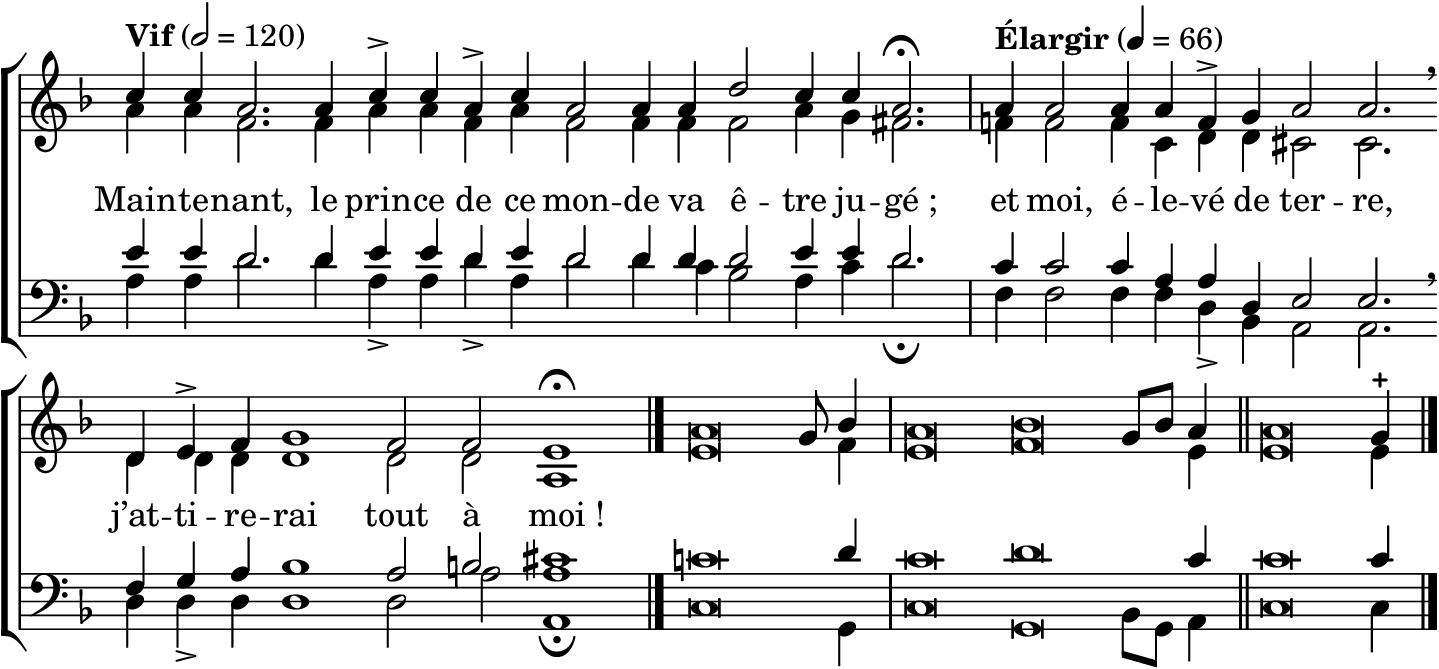 Vif (𝅗𝅥 = 120) Élargir (♩ = 66)
Maintenant, le prince de ce mon - de va ê - tre ju - gé ; et moi, é - le - vé de ter - re,
j’at - ti - re - rai tout à moi !